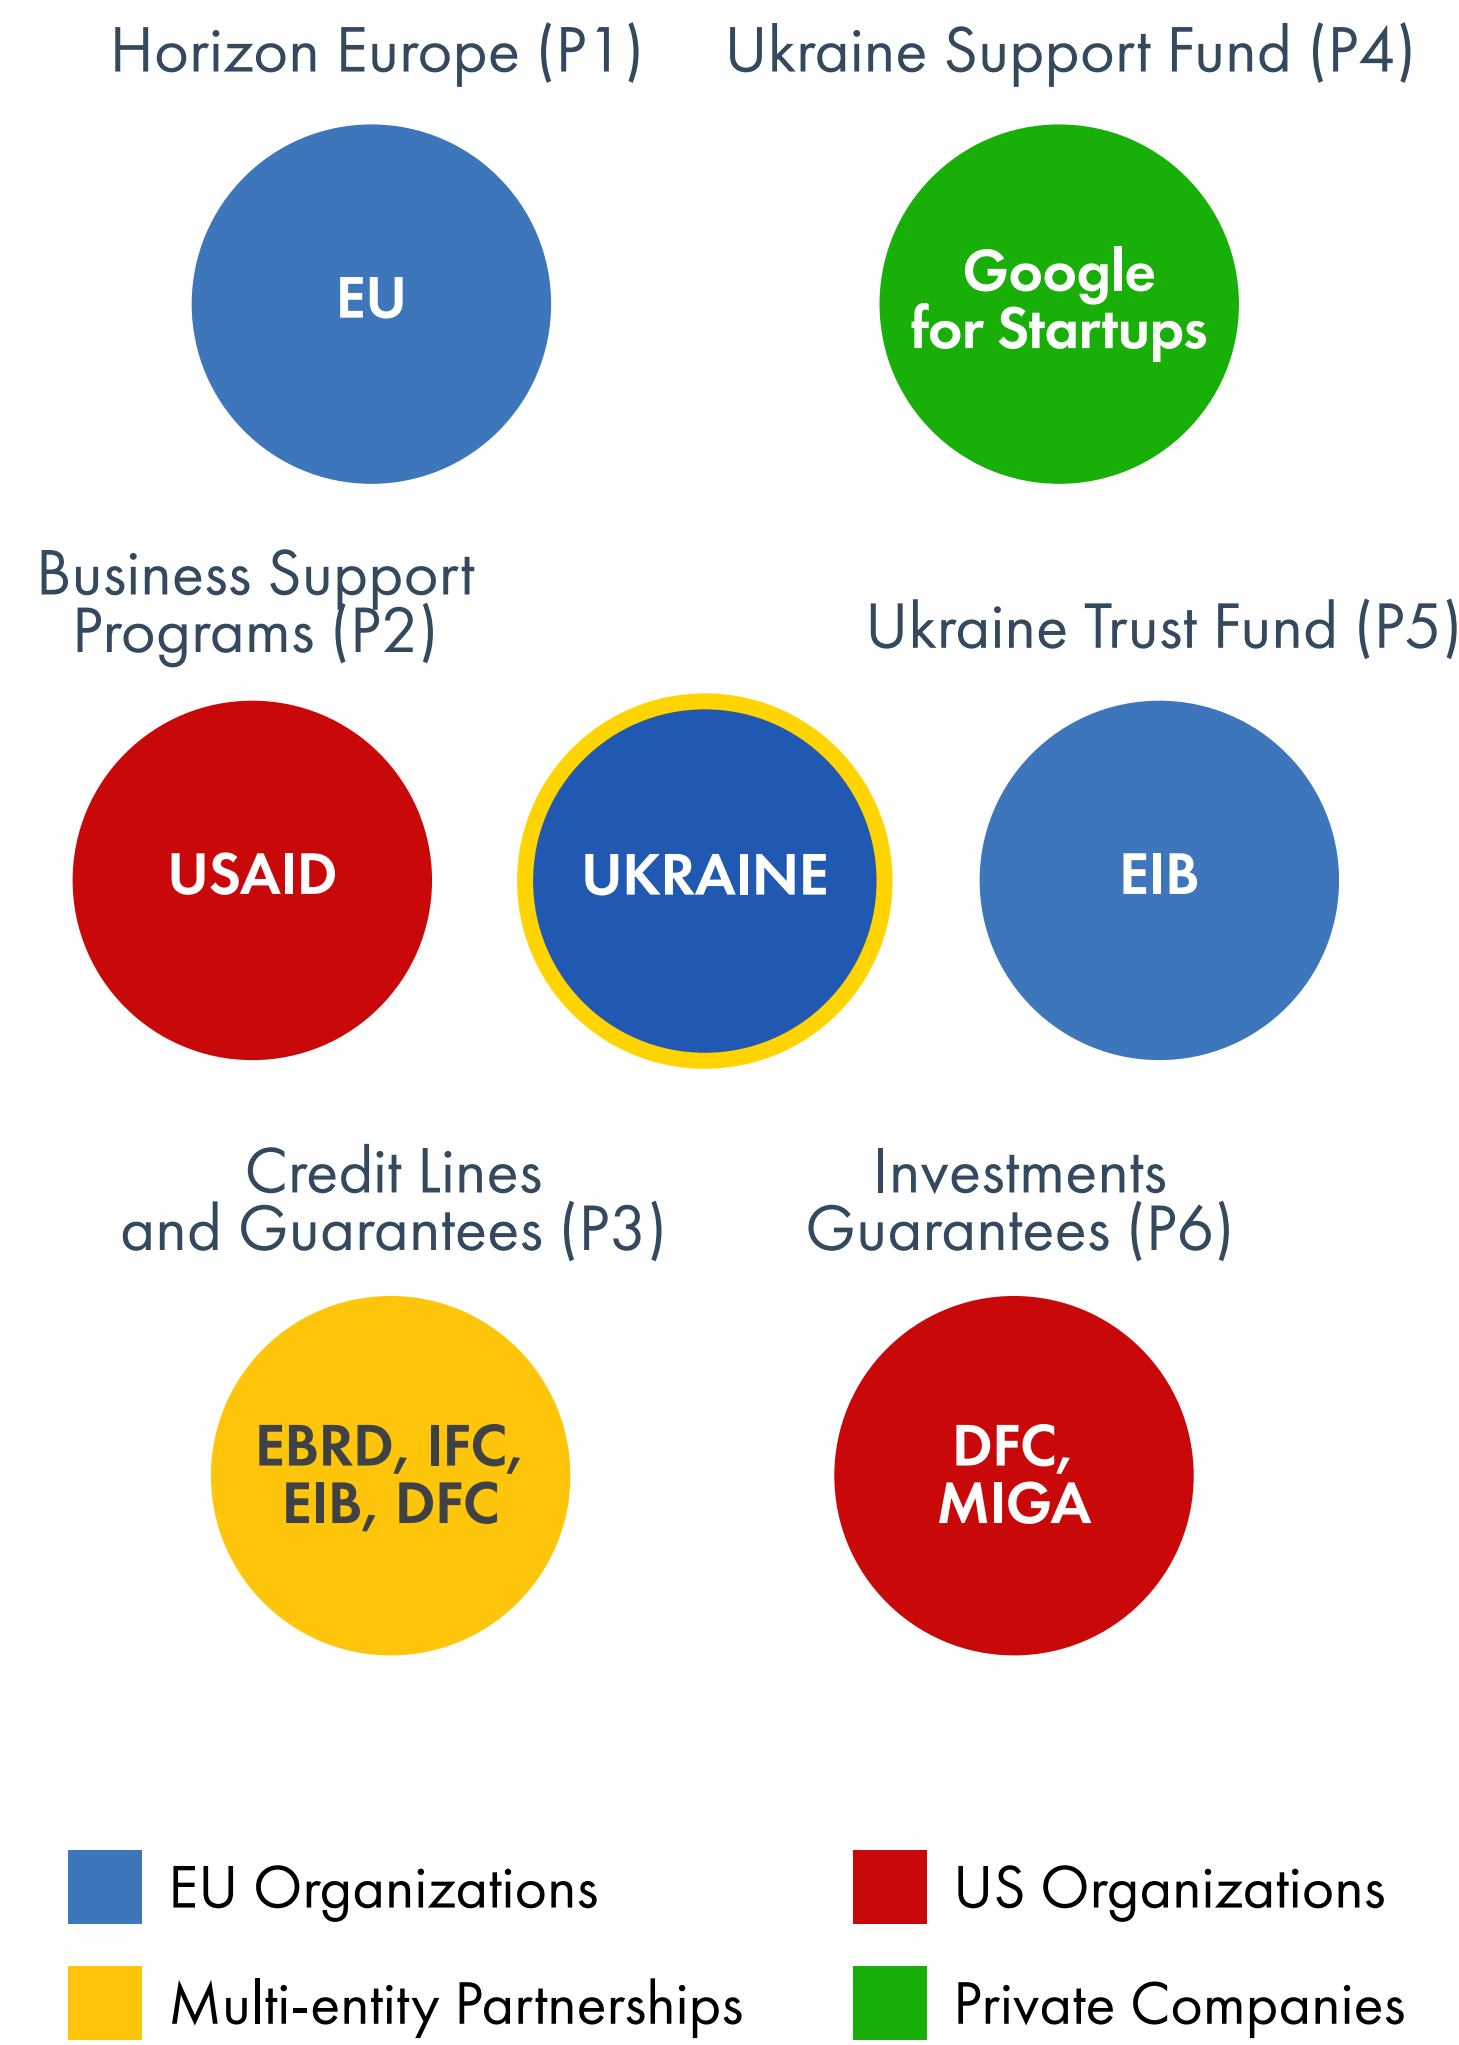 Horizon Europe (P1)
Ukraine Support Fund (P4)
EU
Google
for Startups
Business Support
Programs (P2)
Ukraine Trust Fund (P5)
USAID
UKRAINE
EIB
Credit Lines
and Guarantees (P3)
Investments
Guarantees (P6)
EBRD, IFC,
EIB, DFC
DFC,
MIGA
EU Organizations
US Organizations
Multi-entity Partnerships
Private Companies